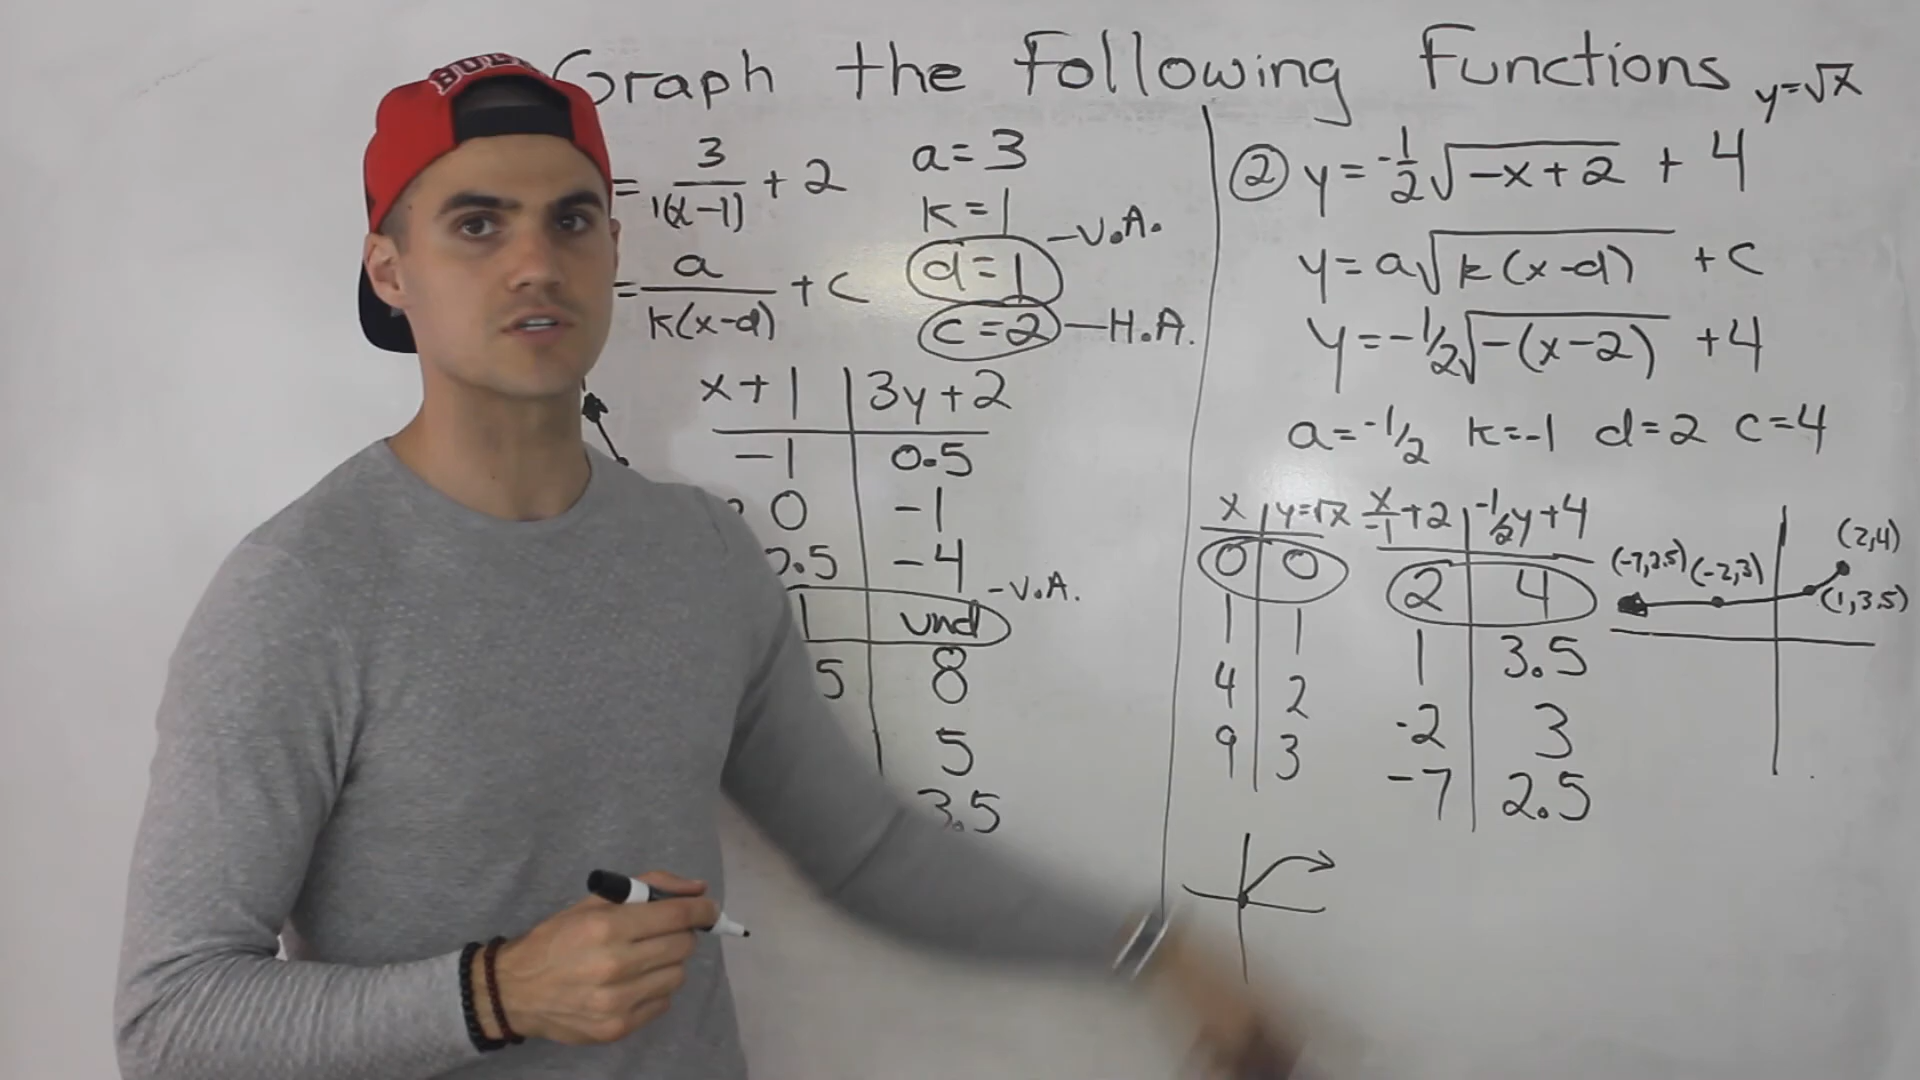 Graph the Following Functions
y=√x
= 3/1(x-1) + 2
a=3
k=1
= a/k(x-d) + c
d=1 - V.A.
c=2 - H.A.
x+1 | 3y+2
-1 | 0.5
0 | -1
0.5 | -4
1 | und - V.A.
5 | 8
5
3.5
② y=-1/2√-x+2 + 4
y=a√k(x-d) + c
y=-1/2√-(x-2) +4
a=-1/2 k=-1 d=2 c=4
x | y=√x
0 | 0
1 | 1
4 | 2
9 | 3
x/-1+2 | -1/2y+4
2 | 4
1 | 3.5
-2 | 3
-7 | 2.5
(-7,2.5) (-2,3) (2,4)
(1,3.5)